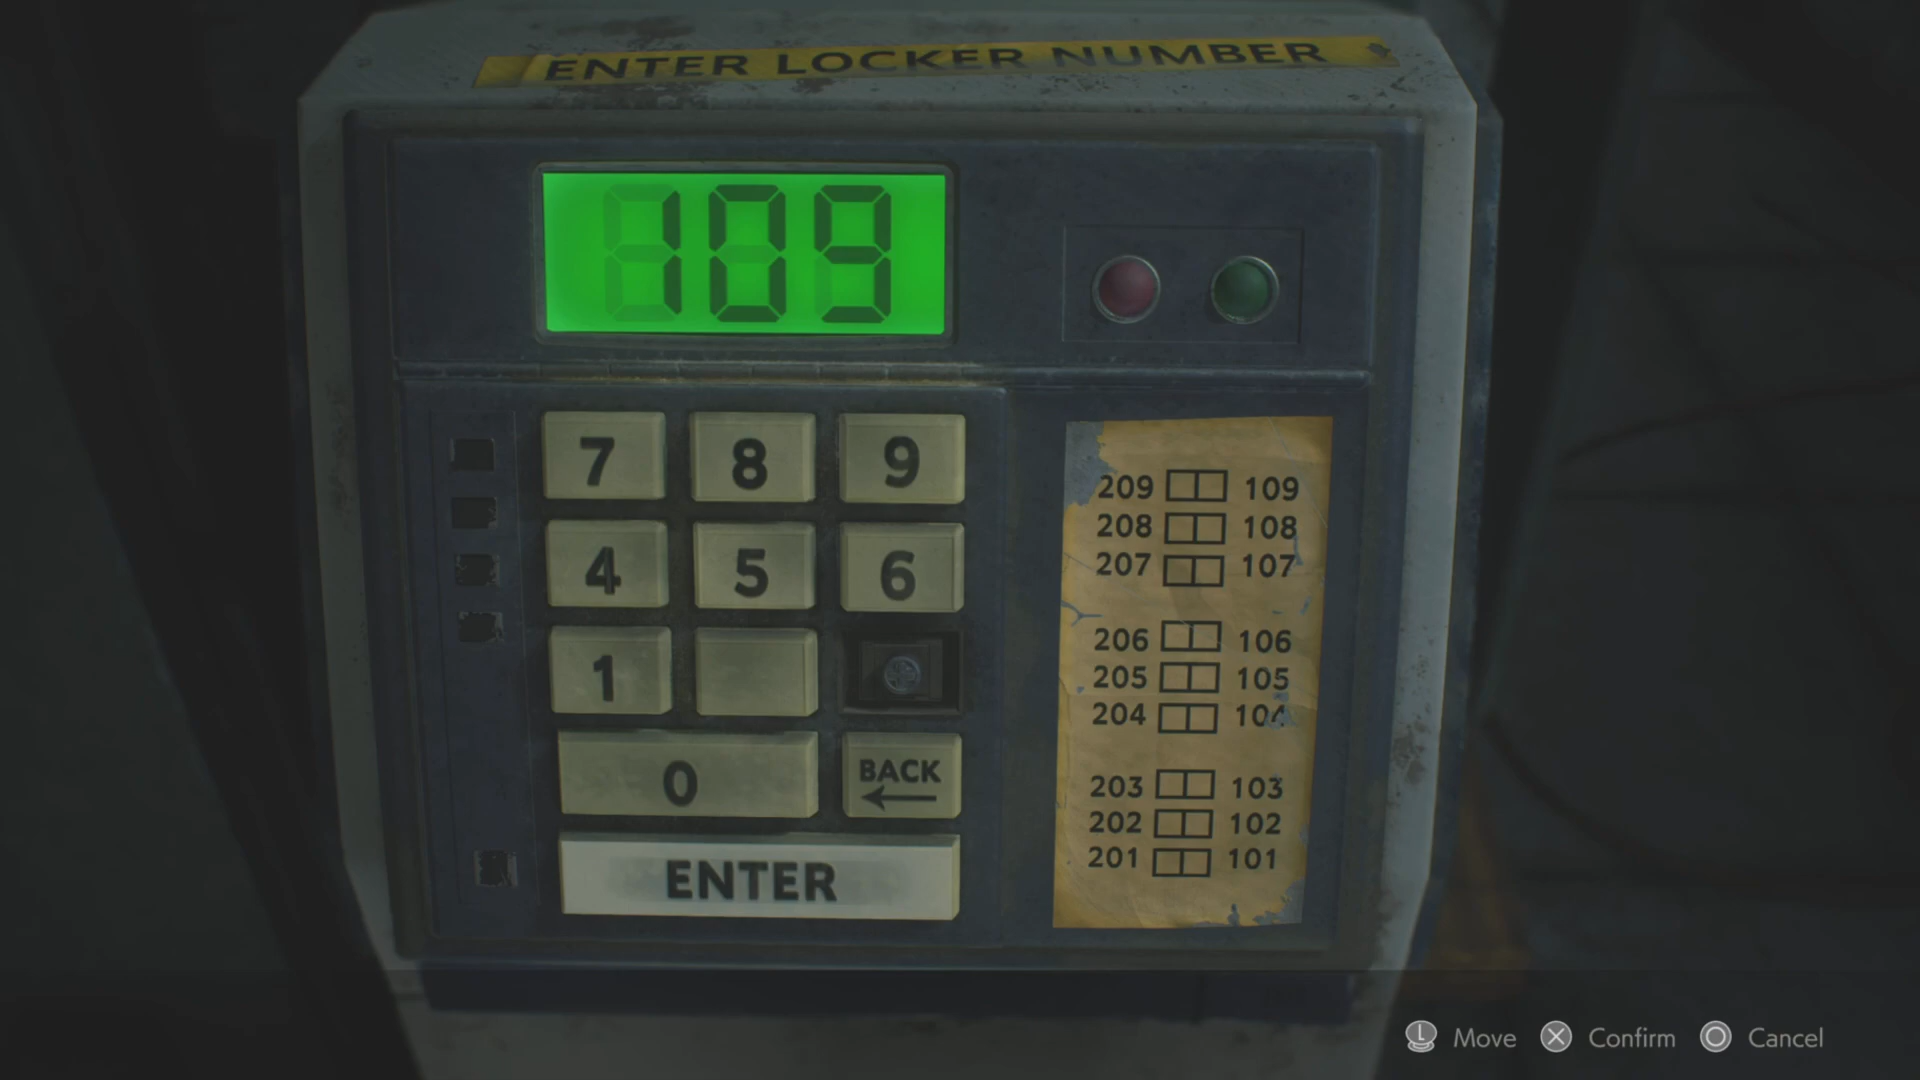 ENTER LOCKER NUMBER
109
7 8 9
4 5 6
1
0 BACK
ENTER
209 109
208 108
207 107
206 106
205 105
204 104
203 103
202 102
201 101
L Move Confirm Cancel